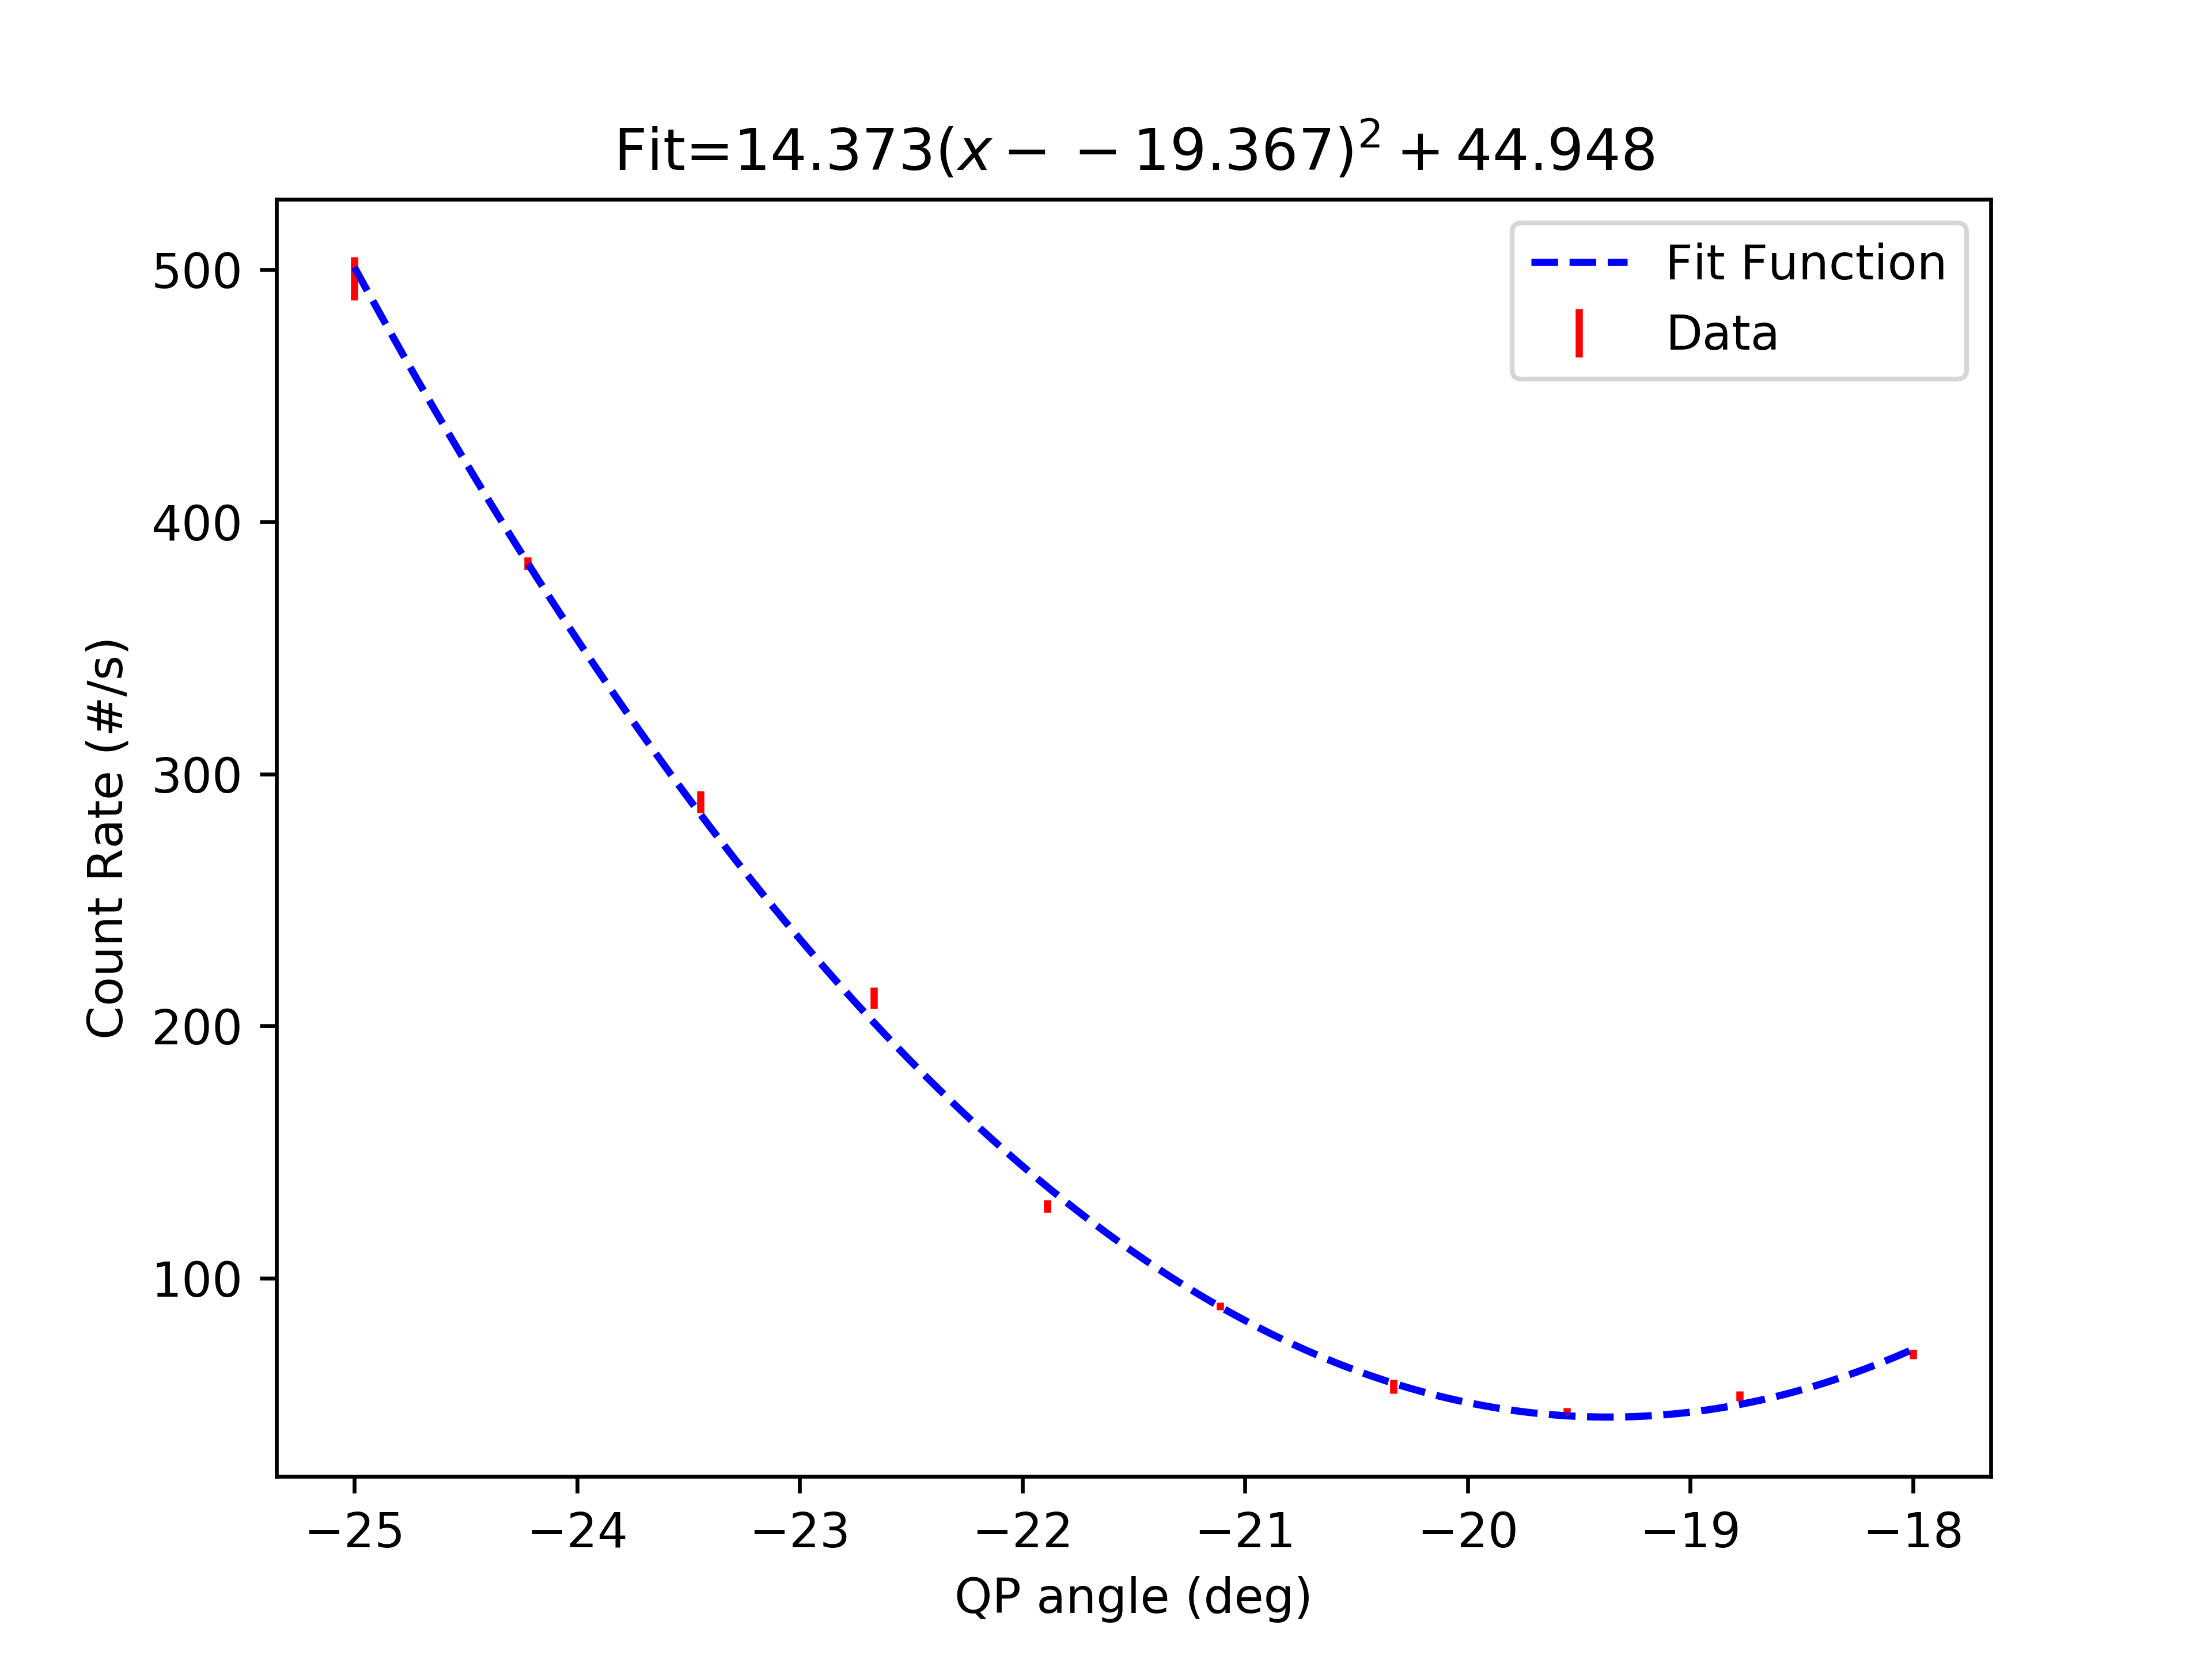 Fit=14.373(x − −19.367)² + 44.948
Fit Function
Data
500
400
300
200
100
Count Rate (#/s)
−25 −24 −23 −22 −21 −20 −19 −18
QP angle (deg)